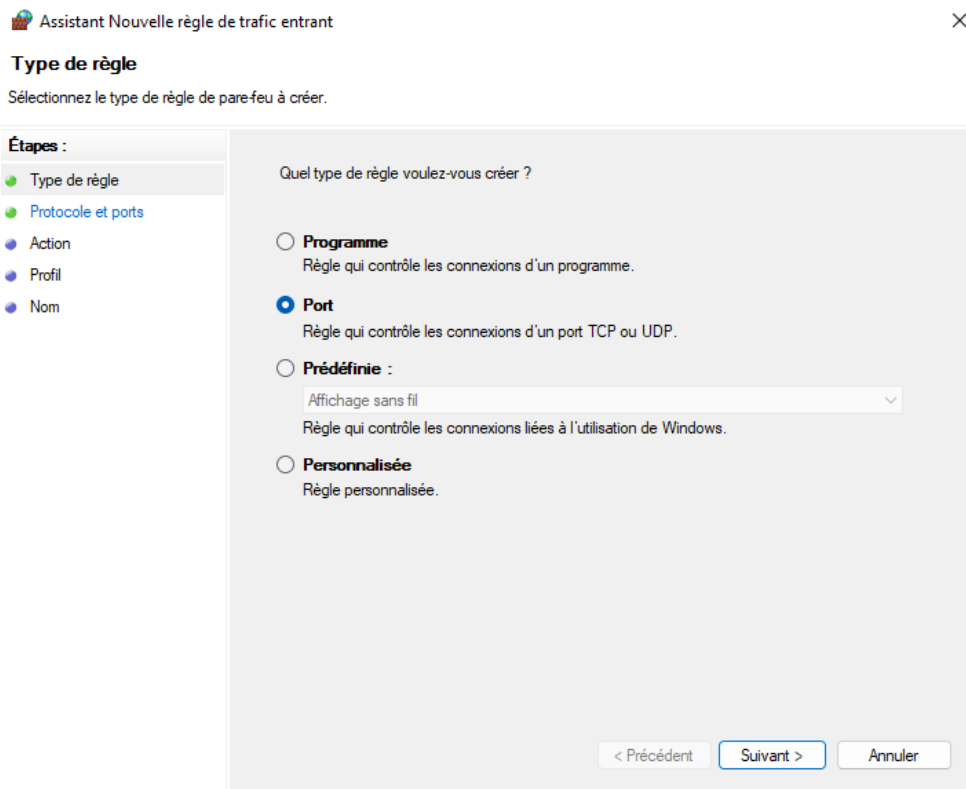 Assistant Nouvelle règle de trafic entrant
Type de règle
Sélectionnez le type de règle de pare-feu à créer.
Étapes :
Type de règle
Protocole et ports
Action
Profil
Nom
Quel type de règle voulez-vous créer ?
Programme
Règle qui contrôle les connexions d'un programme.
Port
Règle qui contrôle les connexions d'un port TCP ou UDP.
Prédéfinie :
Affichage sans fil
Règle qui contrôle les connexions liées à l'utilisation de Windows.
Personnalisée
Règle personnalisée.
< Précédent
Suivant >
Annuler